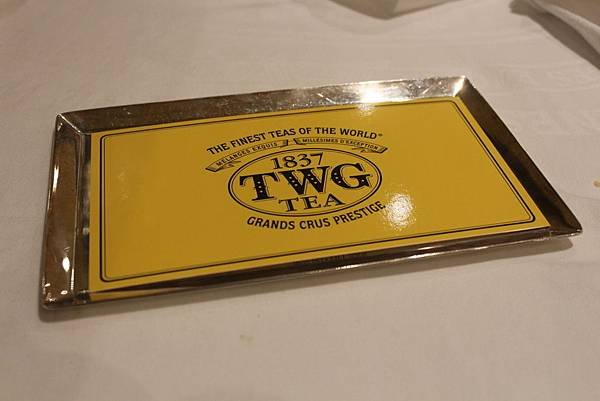 THE FINEST TEAS OF THE WORLD®
MÉLANGES EXQUIS MILLÉSIMES D'EXCEPTION
1837
TWG
TEA
GRANDS CRUS PRESTIGE